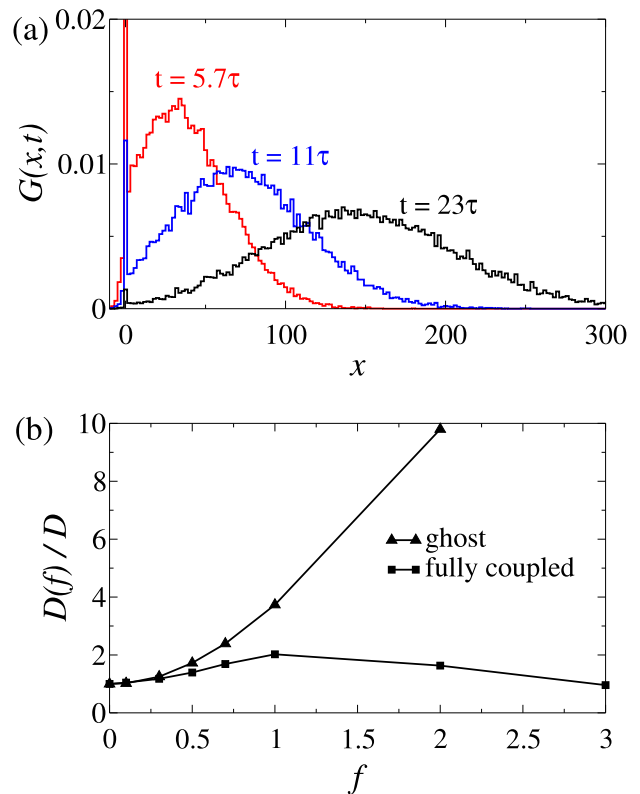 (a)
0.02
0.01
0
G(x,t)
t = 5.7τ
t = 11τ
t = 23τ
0 100 200 300
x
(b)
10
8
6
4
2
0
D(f) / D
ghost
fully coupled
0 0.5 1 1.5 2 2.5 3
f